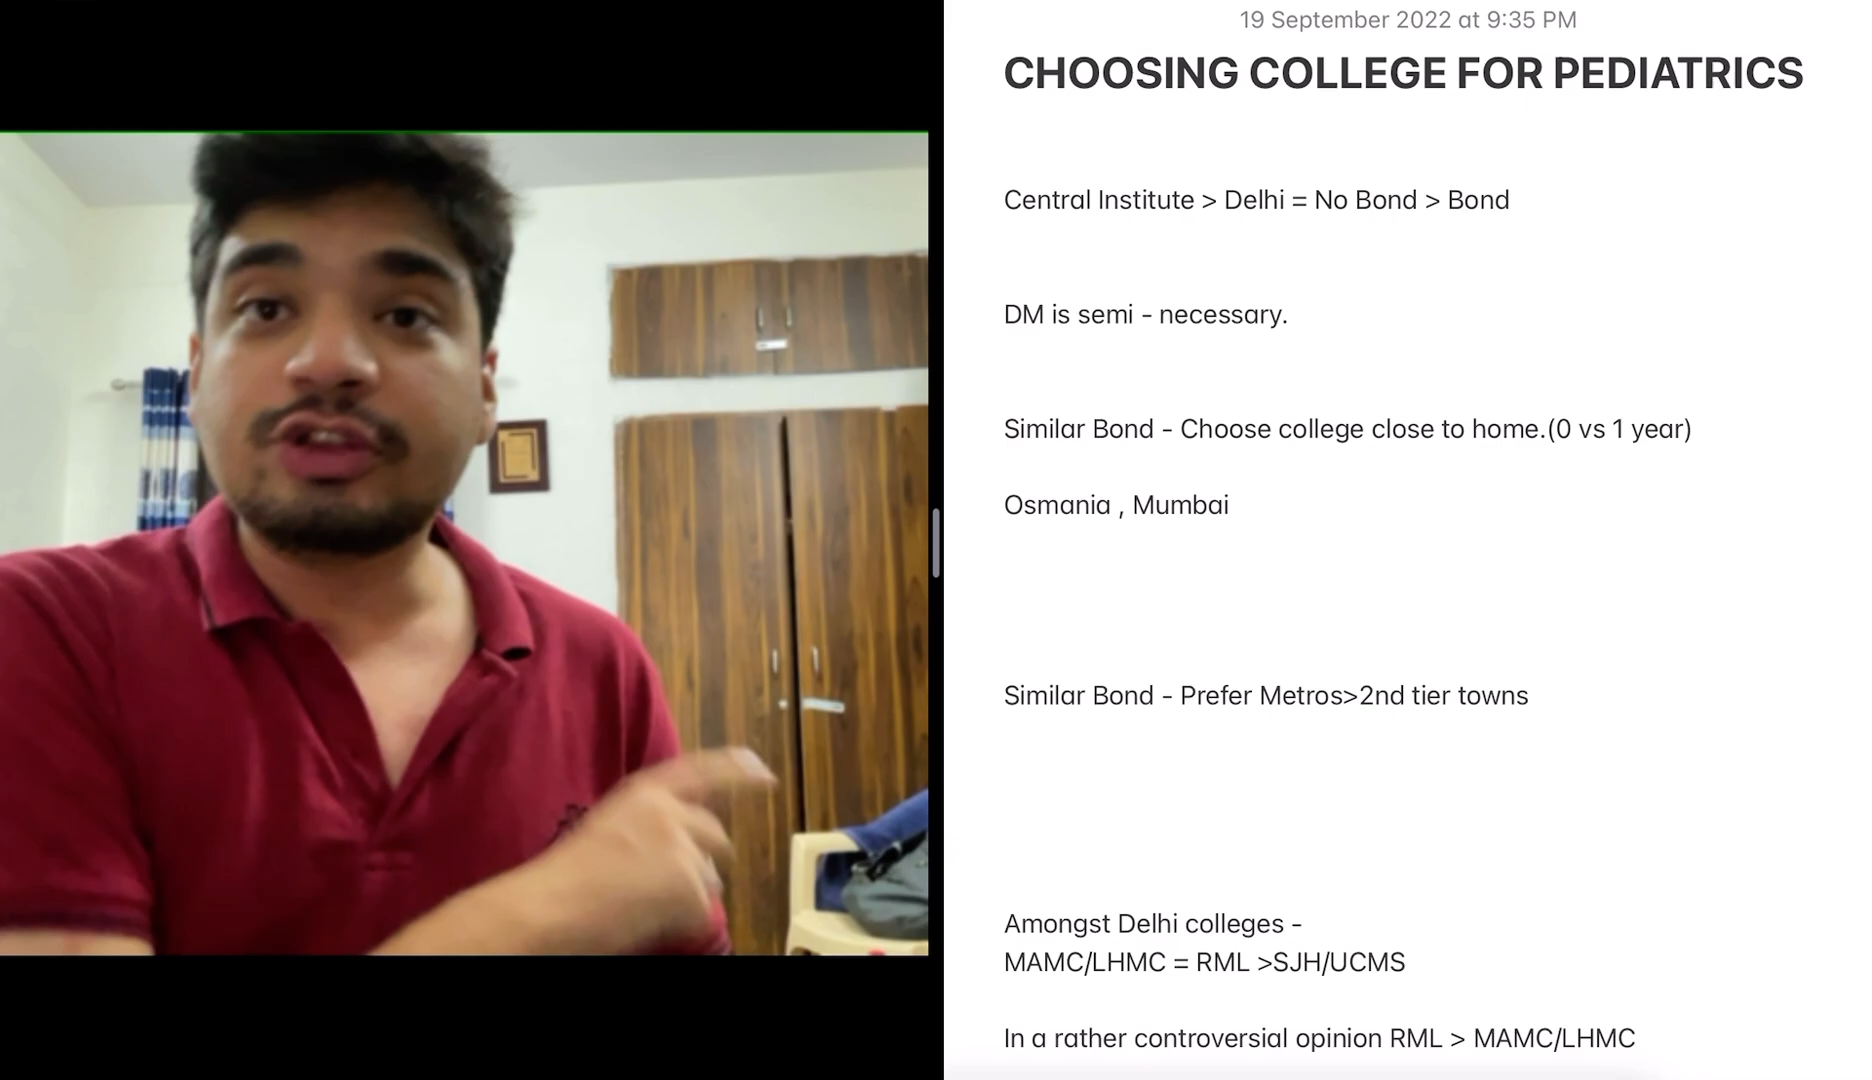 19 September 2022 at 9:35 PM
CHOOSING COLLEGE FOR PEDIATRICS
Central Institute > Delhi = No Bond > Bond
DM is semi - necessary.
Similar Bond - Choose college close to home.(0 vs 1 year)
Osmania , Mumbai
Similar Bond - Prefer Metros>2nd tier towns
Amongst Delhi colleges -
MAMC/LHMC = RML >SJH/UCMS
In a rather controversial opinion RML > MAMC/LHMC